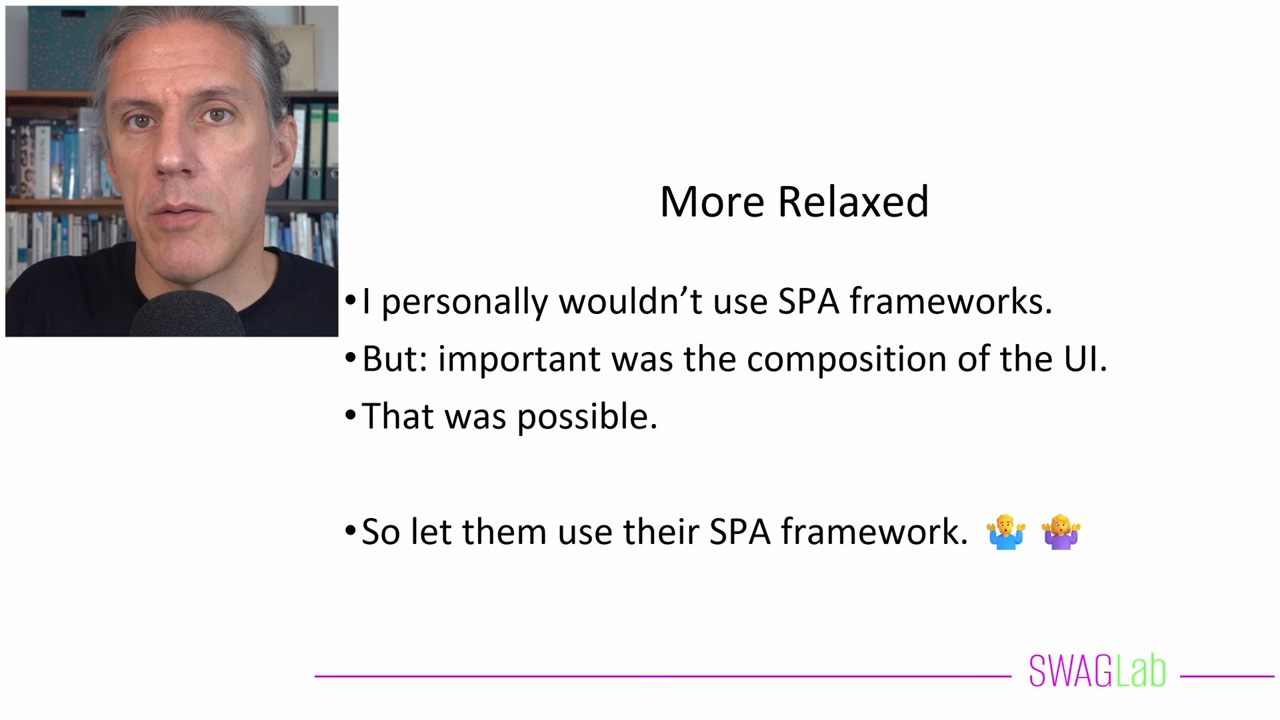 More Relaxed
•I personally wouldn’t use SPA frameworks.
•But: important was the composition of the UI.
•That was possible.
•So let them use their SPA framework. 🤷‍♂️ 🤷‍♀️
SWAGLab